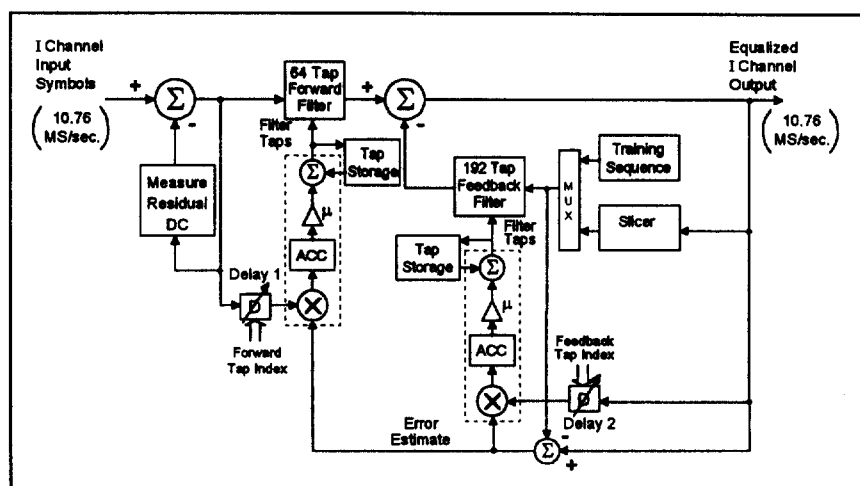 I Channel
Input
Symbols
(10.76
MS/sec.)
+
Σ
-
Measure
Residual
DC
64 Tap
Forward
Filter
Filter
Taps
Tap
Storage
Σ
μ
ACC
Delay 1
D
×
Forward
Tap Index
+
Σ
-
192 Tap
Feedback
Filter
Filter
Taps
Tap
Storage
Σ
μ
ACC
×
Error
Estimate
MUX
Training
Sequence
Slicer
Feedback
Tap Index
D
Delay 2
-
Σ
+
Equalized
I Channel
Output
(10.76
MS/sec.)